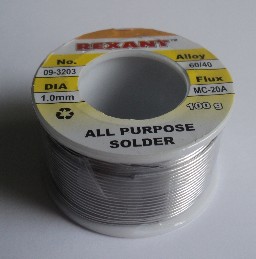 REXANT
No.
09-3203
Alloy
60/40
DIA
1.0mm
Flux
MC-20A
100 g
ALL PURPOSE
SOLDER